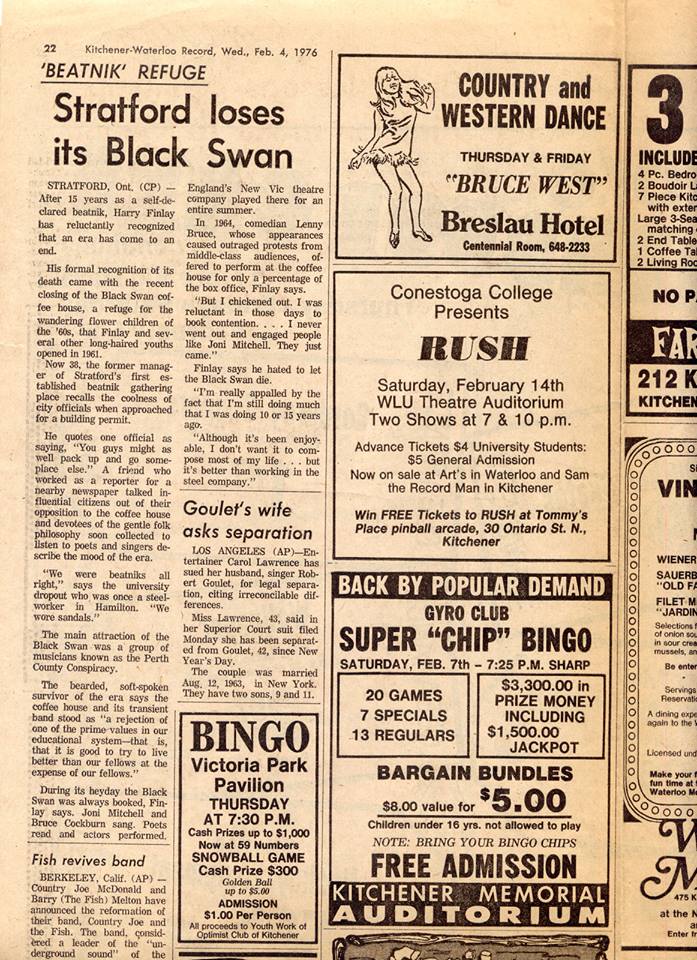 22 Kitchener-Waterloo Record, Wed., Feb. 4, 1976
'BEATNIK' REFUGE
Stratford loses
its Black Swan
STRATFORD, Ont. (CP) —
After 15 years as a self-de-
clared beatnik, Harry Finlay
has reluctantly recognized
that an era has come to an
end.
His formal recognition of its
death came with the recent
closing of the Black Swan cof-
fee house, a refuge for the
wandering flower children of
the '60s, that Finlay and sev-
eral other long-haired youths
opened in 1961.
Now 38, the former manag-
er of Stratford's first es-
tablished beatnik gathering
place recalls the coolness of
city officials when approached
for a building permit.
He quotes one official as
saying, "You guys might as
well pack up and go some-
place else." A friend who
worked as a reporter for a
nearby newspaper talked in-
fluential citizens out of their
opposition to the coffee house
and devotees of the gentle folk
philosophy soon collected to
listen to poets and singers de-
scribe the mood of the era.
"We were beatniks all
right," says the university
dropout who was once a steel-
worker in Hamilton. "We
wore sandals."
The main attraction of the
Black Swan was a group of
musicians known as the Perth
County Conspiracy.
The bearded, soft-spoken
survivor of the era says the
coffee house and its transient
band stood as "a rejection of
one of the prime values in our
educational system—that is,
that it is good to try to live
better than our fellows at the
expense of our fellows."
During its heyday the Black
Swan was always booked, Fin-
lay says. Joni Mitchell and
Bruce Cockburn sang. Poets
read and actors performed.
England's New Vic theatre
company played there for an
entire summer.
In 1964, comedian Lenny
Bruce, whose appearances
caused outraged protests from
middle-class audiences, of-
fered to perform at the coffee
house for only a percentage of
the box office, Finlay says.
"But I chickened out. I was
reluctant in those days to
book contention. . . . I never
went out and engaged people
like Joni Mitchell. They just
came."
Finlay says he hated to let
the Black Swan die.
"I'm really appalled by the
fact that I'm still doing much
that I was doing 10 or 15 years
ago.
"Although it's been enjoy-
able, I don't want it to com-
pose most of my life . . . but
it's better than working in the
steel company."
Goulet's wife
asks separation
LOS ANGELES (AP)—En-
tertainer Carol Lawrence has
sued her husband, singer Rob-
ert Goulet, for legal separa-
tion, citing irreconcilable dif-
ferences.
Miss Lawrence, 43, said in
her Superior Court suit filed
Monday she has been separat-
ed from Goulet, 42, since New
Year's Day.
The couple was married
Aug. 12, 1963, in New York.
They have two sons, 9 and 11.
Fish revives band
BERKELEY, Calif. (AP) —
Country Joe McDonald and
Barry (The Fish) Melton have
announced the reformation of
their band, Country Joe and
the Fish. The band, consid-
ered a leader of the "un-
derground sound" of the
BINGO
Victoria Park
Pavilion
THURSDAY
AT 7:30 P.M.
Cash Prizes up to $1,000
Now at 59 Numbers
SNOWBALL GAME
Cash Prize $300
Golden Ball
up to $5.00
ADMISSION
$1.00 Per Person
All proceeds to Youth Work of
Optimist Club of Kitchener
COUNTRY and
WESTERN DANCE
THURSDAY & FRIDAY
"BRUCE WEST"
Breslau Hotel
Centennial Room, 648-2233
Conestoga College
Presents
RUSH
Saturday, February 14th
WLU Theatre Auditorium
Two Shows at 7 & 10 p.m.
Advance Tickets $4 University Students:
$5 General Admission
Now on sale at Art's in Waterloo and Sam
the Record Man in Kitchener
Win FREE Tickets to RUSH at Tommy's
Place pinball arcade, 30 Ontario St. N.,
Kitchener
BACK BY POPULAR DEMAND
GYRO CLUB
SUPER "CHIP" BINGO
SATURDAY, FEB. 7th – 7:25 P.M. SHARP
20 GAMES
7 SPECIALS
13 REGULARS
$3,300.00 in
PRIZE MONEY
INCLUDING
$1,500.00
JACKPOT
BARGAIN BUNDLES
$8.00 value for $5.00
Children under 16 yrs. not allowed to play
NOTE: BRING YOUR BINGO CHIPS
FREE ADMISSION
KITCHENER MEMORIAL
AUDITORIUM
3
INCLUDE
4 Pc. Bedro
2 Boudoir L
7 Piece Kitc
with exten
Large 3-Sea
matching
2 End Table
1 Coffee Ta
2 Living Roo
NO P
FAR
212 K
KITCHEN
VIN
WIENER
SAUERB
"OLD FA
FILET M
"JARDIN
Selections f
of onion sou
in sour crea
mussels, an
Be enter
Servings
Reservatio
A dining expe
again to the V
Licensed und
Make your f
fun time at t
Waterloo Mo
W
M
475 K
at the N
an
Enter fr